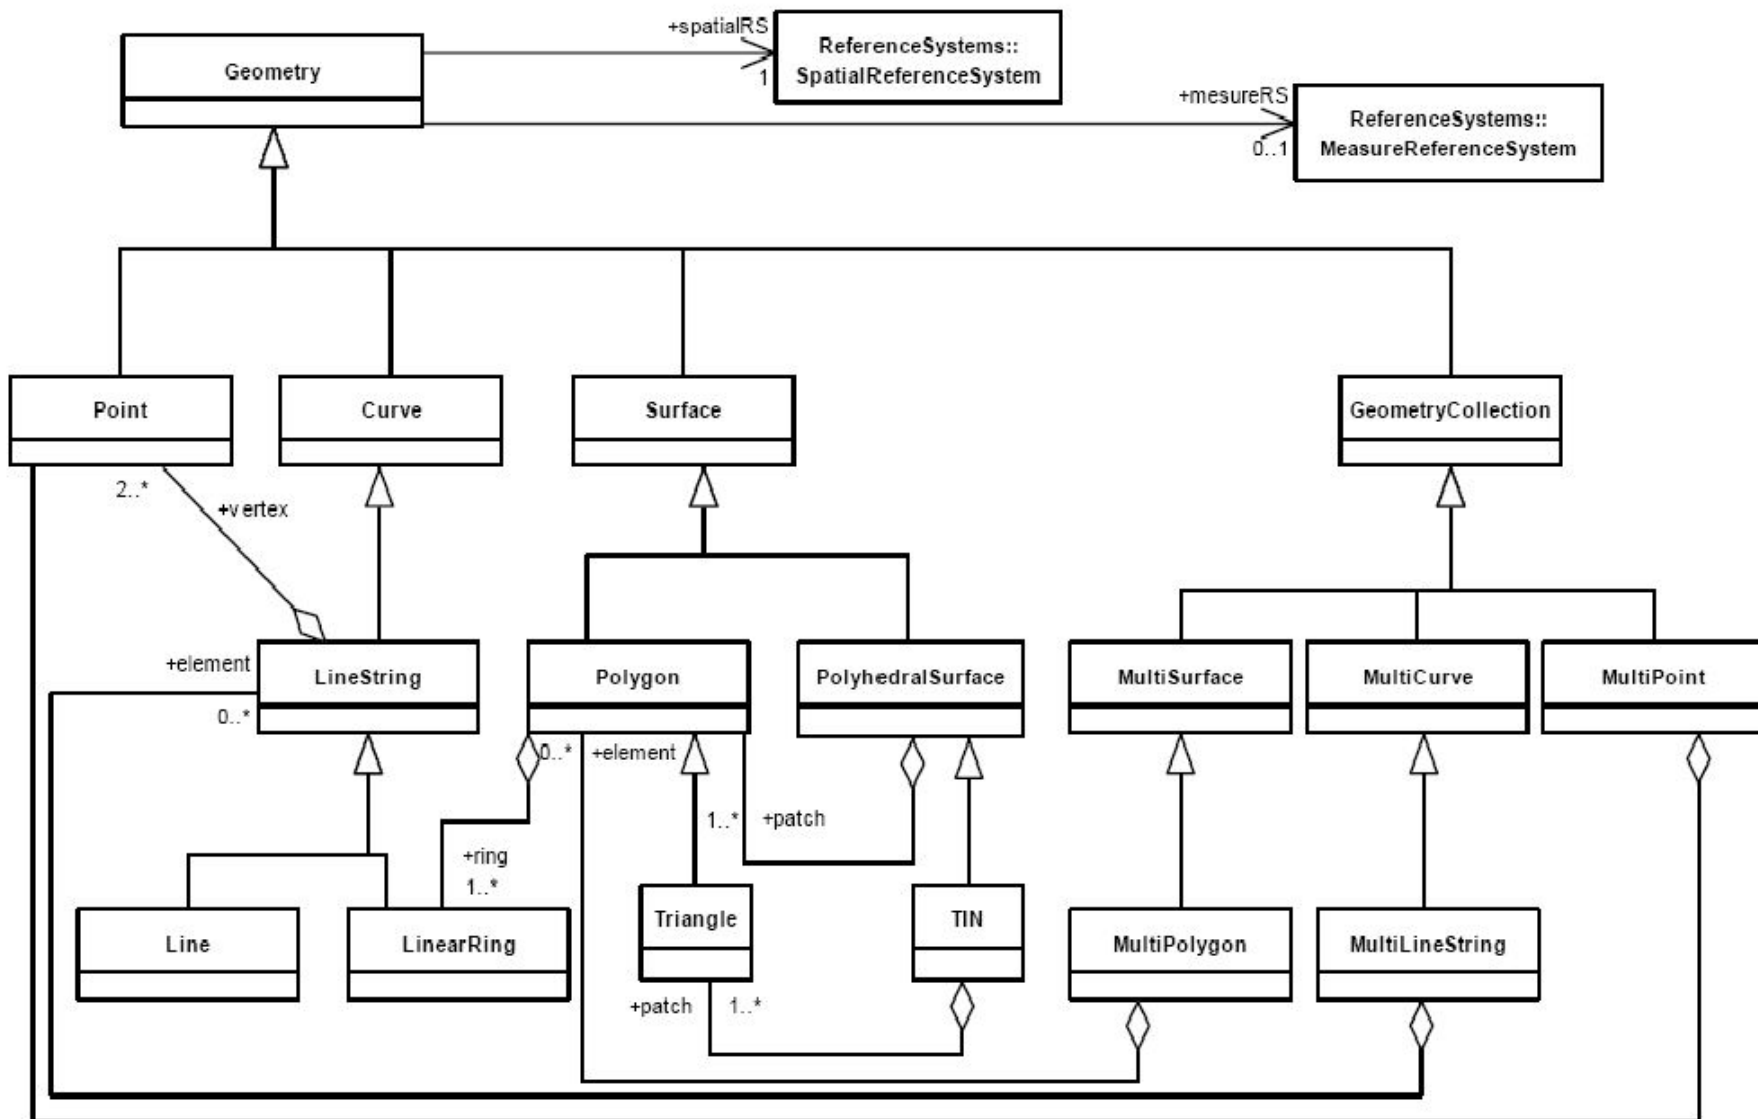 Geometry
+spatialRS
1
ReferenceSystems::
SpatialReferenceSystem
+mesureRS
0..1
ReferenceSystems::
MeasureReferenceSystem
Point
Curve
Surface
GeometryCollection
2..*
+vertex
+element
0..*
LineString
Polygon
PolyhedralSurface
MultiSurface
MultiCurve
MultiPoint
0..*
+element
1..*
+patch
+ring
1..*
Line
LinearRing
Triangle
TIN
MultiPolygon
MultiLineString
+patch
1..*